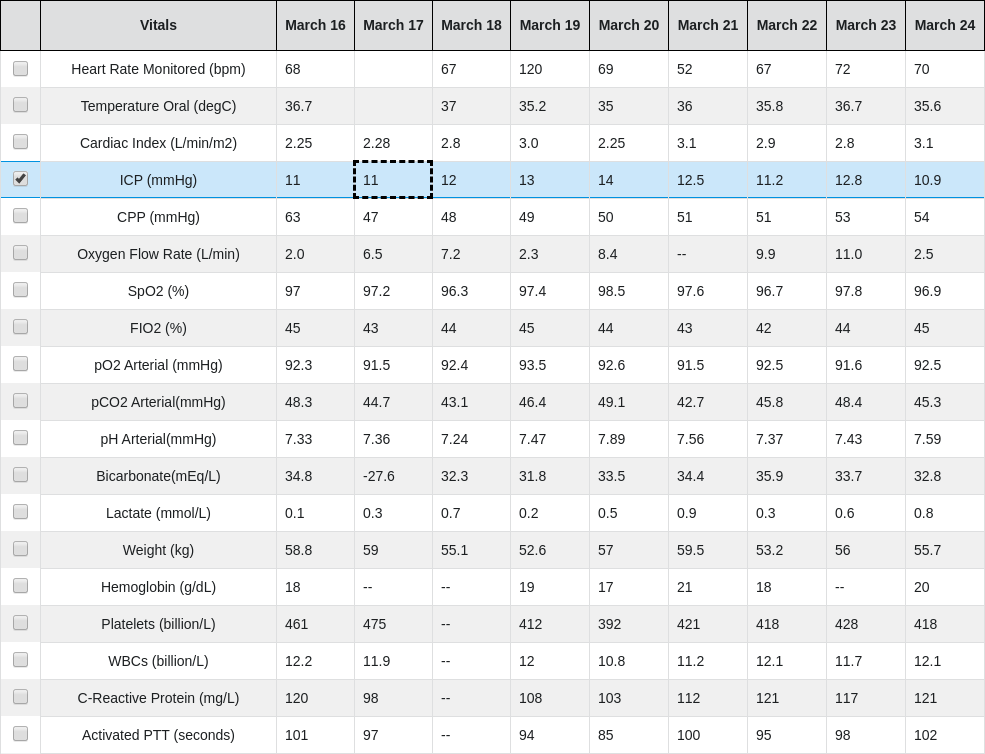 Vitals March 16 March 17 March 18 March 19 March 20 March 21 March 22 March 23 March 24
Heart Rate Monitored (bpm) 68 67 120 69 52 67 72 70
Temperature Oral (degC) 36.7 37 35.2 35 36 35.8 36.7 35.6
Cardiac Index (L/min/m2) 2.25 2.28 2.8 3.0 2.25 3.1 2.9 2.8 3.1
ICP (mmHg) 11 11 12 13 14 12.5 11.2 12.8 10.9
CPP (mmHg) 63 47 48 49 50 51 51 53 54
Oxygen Flow Rate (L/min) 2.0 6.5 7.2 2.3 8.4 -- 9.9 11.0 2.5
SpO2 (%) 97 97.2 96.3 97.4 98.5 97.6 96.7 97.8 96.9
FIO2 (%) 45 43 44 45 44 43 42 44 45
pO2 Arterial (mmHg) 92.3 91.5 92.4 93.5 92.6 91.5 92.5 91.6 92.5
pCO2 Arterial(mmHg) 48.3 44.7 43.1 46.4 49.1 42.7 45.8 48.4 45.3
pH Arterial(mmHg) 7.33 7.36 7.24 7.47 7.89 7.56 7.37 7.43 7.59
Bicarbonate(mEq/L) 34.8 -27.6 32.3 31.8 33.5 34.4 35.9 33.7 32.8
Lactate (mmol/L) 0.1 0.3 0.7 0.2 0.5 0.9 0.3 0.6 0.8
Weight (kg) 58.8 59 55.1 52.6 57 59.5 53.2 56 55.7
Hemoglobin (g/dL) 18 -- -- 19 17 21 18 -- 20
Platelets (billion/L) 461 475 -- 412 392 421 418 428 418
WBCs (billion/L) 12.2 11.9 -- 12 10.8 11.2 12.1 11.7 12.1
C-Reactive Protein (mg/L) 120 98 -- 108 103 112 121 117 121
Activated PTT (seconds) 101 97 -- 94 85 100 95 98 102